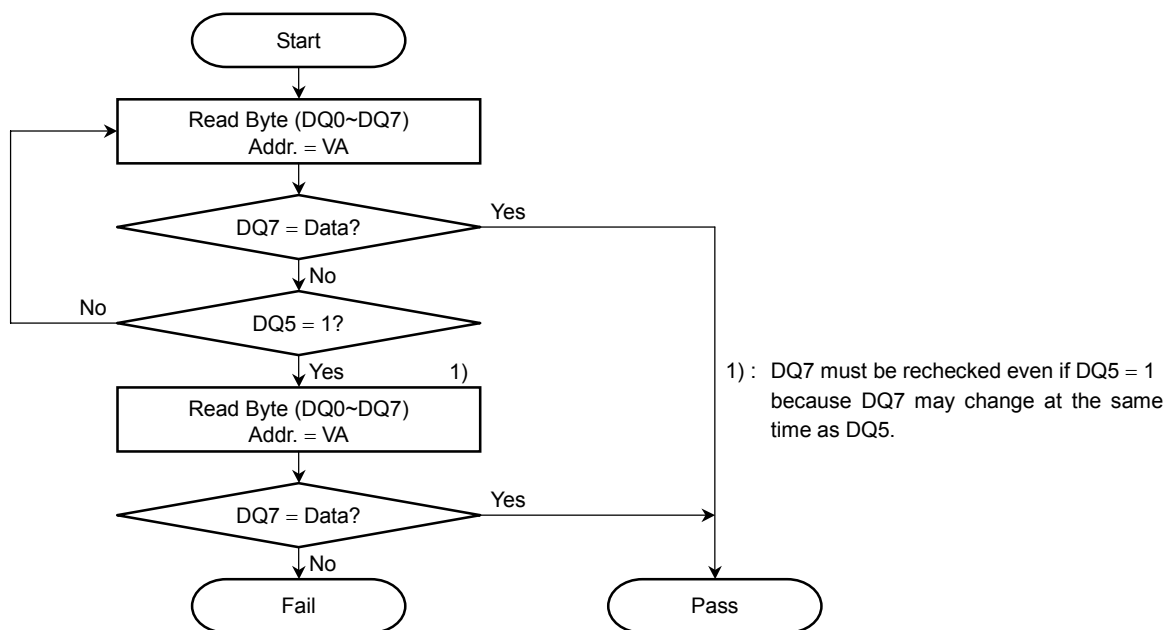 Start
Read Byte (DQ0~DQ7)
Addr. = VA
DQ7 = Data?
Yes
No
No
DQ5 = 1?
Yes
1)
Read Byte (DQ0~DQ7)
Addr. = VA
1) : DQ7 must be rechecked even if DQ5 = 1
because DQ7 may change at the same
time as DQ5.
DQ7 = Data?
Yes
No
Fail
Pass